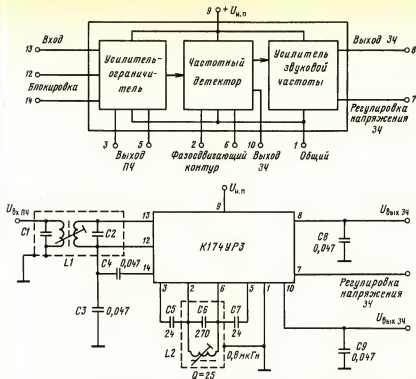 9 + Uи.п
13 Вход
Усилитель-
ограничи-
тель
Частотный
детектор
Усилитель
звуковой
частоты
Выход ЗЧ 8
12
Блокировка
14
Регулировка 7
напряжения
ЗЧ
3 5 2 6 10 1
Выход
ПЧ
Фазосдвигающий
контур
Выход
ЗЧ
Общий
Uи.п
9
Uвх ПЧ
C1
C2
L1
13
12
C4
0,047
14
C3
0,047
К174УР3
8
Uвых ЗЧ
C8
0,047
7
Регулировка
напряжения
ЗЧ
3 2 6 5 1 10
C5
24
C6
270
C7
24
L2
0,8мкГн
Q=25
Uвых ЗЧ
C9
0,047